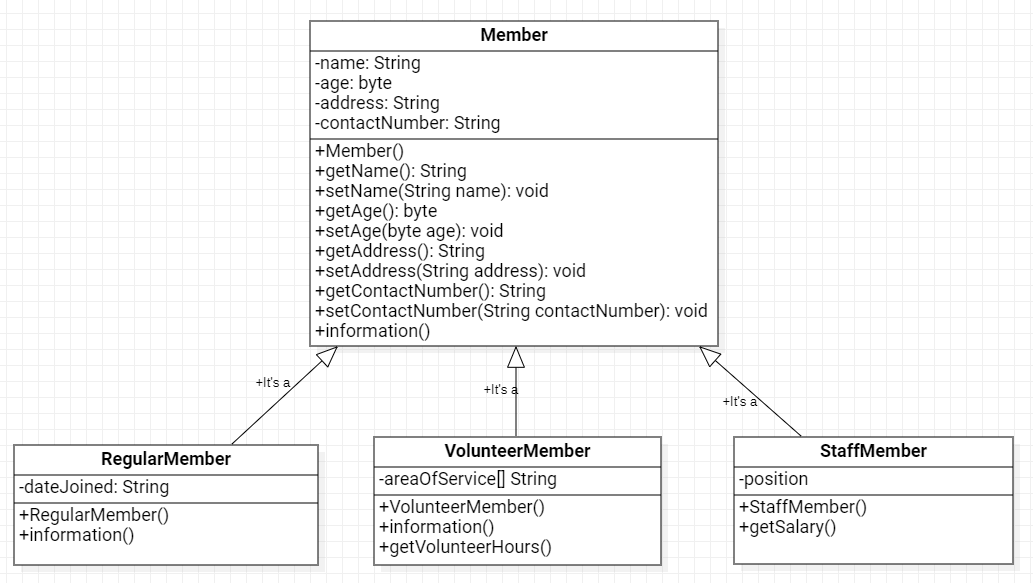 Member
-name: String
-age: byte
-address: String
-contactNumber: String
+Member()
+getName(): String
+setName(String name): void
+getAge(): byte
+setAge(byte age): void
+getAddress(): String
+setAddress(String address): void
+getContactNumber(): String
+setContactNumber(String contactNumber): void
+information()
+It's a
+It's a
+It's a
RegularMember
-dateJoined: String
+RegularMember()
+information()
VolunteerMember
-areaOfService[] String
+VolunteerMember()
+information()
+getVolunteerHours()
StaffMember
-position
+StaffMember()
+getSalary()